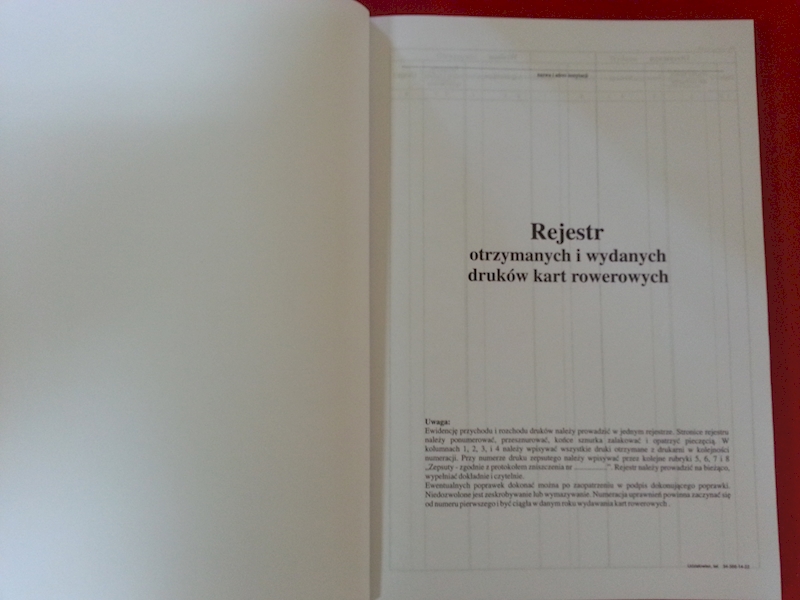 nazwa i adres instytucji
Rejestr
otrzymanych i wydanych
druków kart rowerowych
Uwaga:
Ewidencję przychodu i rozchodu druków należy prowadzić w jednym rejestrze. Stronice rejestru
należy ponumerować, przesznurować, końce sznurka zalakować i opatrzyć pieczęcią. W
kolumnach 1, 2, 3, i 4 należy wpisywać wszystkie druki otrzymane z drukarni w kolejności
numeracji. Przy numerze druku zepsutego należy wpisywać przez kolejne rubryki 5, 6, 7 i 8
„Zepsuty - zgodnie z protokołem zniszczenia nr ............”. Rejestr należy prowadzić na bieżąco,
wypełniać dokładnie i czytelnie.
Ewentualnych poprawek dokonać można po zaopatrzeniu w podpis dokonującego poprawki.
Niedozwolone jest zeskrobywanie lub wymazywanie. Numeracja uprawnień powinna zaczynać się
od numeru pierwszego i być ciągła w danym roku wydawania kart rowerowych .